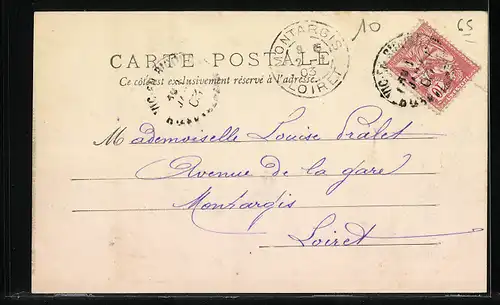 10
65
CARTE POSTALE
Ce côté est exclusivement réservé à l'adresse
MONTARGIS
03
LOIRET
Mademoiselle Louise Pralet
Avenue de la gare
Montargis
Loiret